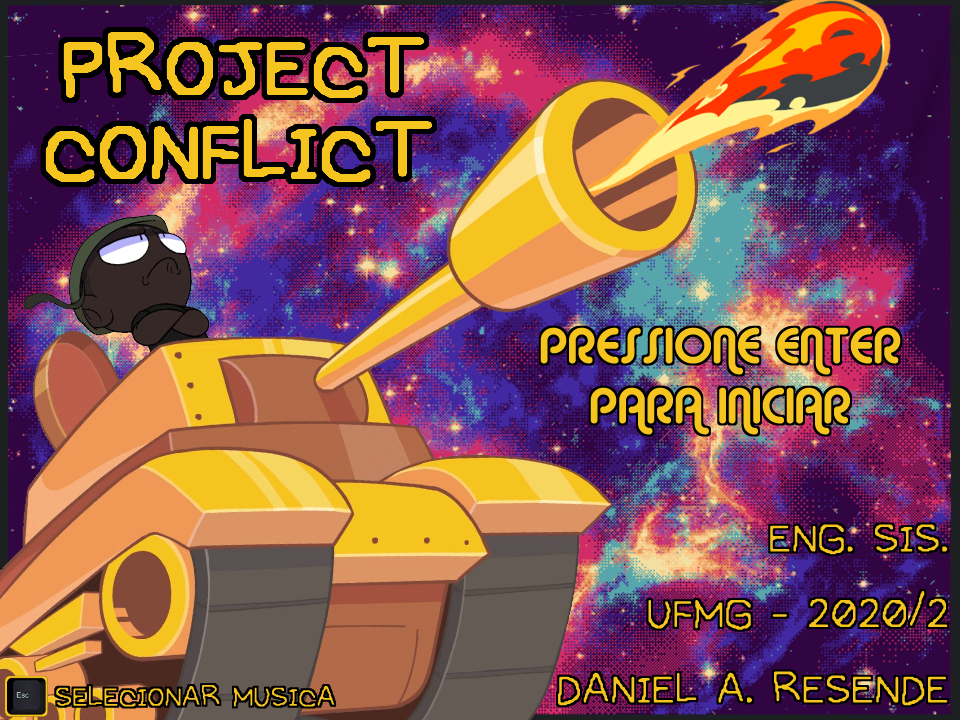 PROJECT
CONFLICT
PRESSIONE ENTER
PARA INICIAR
ENG. SIS.
UFMG - 2020/2
DANIEL A. RESENDE
Esc SELECIONAR MUSICA